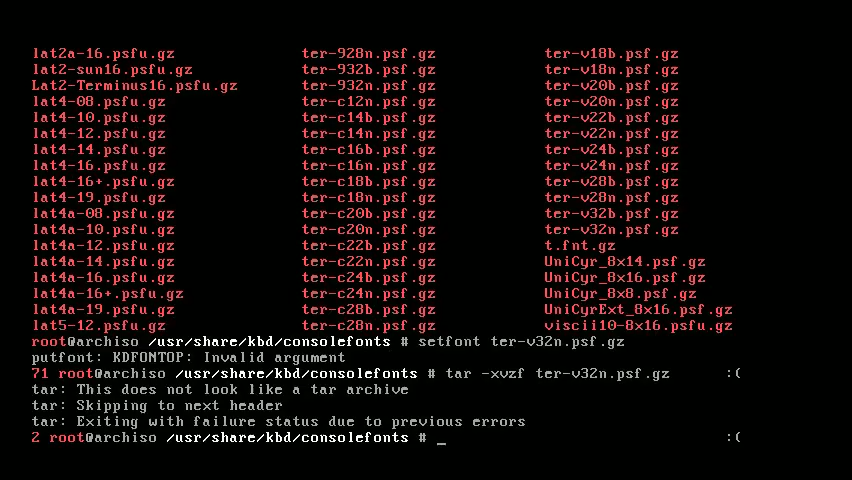 lat2a-16.psfu.gz ter-928n.psf.gz ter-v18b.psf.gz
lat2-sun16.psfu.gz ter-932b.psf.gz ter-v18n.psf.gz
Lat2-Terminus16.psfu.gz ter-932n.psf.gz ter-v20b.psf.gz
lat4-08.psfu.gz ter-c12n.psf.gz ter-v20n.psf.gz
lat4-10.psfu.gz ter-c14b.psf.gz ter-v22b.psf.gz
lat4-12.psfu.gz ter-c14n.psf.gz ter-v22n.psf.gz
lat4-14.psfu.gz ter-c16b.psf.gz ter-v24b.psf.gz
lat4-16.psfu.gz ter-c16n.psf.gz ter-v24n.psf.gz
lat4-16+.psfu.gz ter-c18b.psf.gz ter-v28b.psf.gz
lat4-19.psfu.gz ter-c18n.psf.gz ter-v28n.psf.gz
lat4a-08.psfu.gz ter-c20b.psf.gz ter-v32b.psf.gz
lat4a-10.psfu.gz ter-c20n.psf.gz ter-v32n.psf.gz
lat4a-12.psfu.gz ter-c22b.psf.gz t.fnt.gz
lat4a-14.psfu.gz ter-c22n.psf.gz UniCyr_8x14.psf.gz
lat4a-16.psfu.gz ter-c24b.psf.gz UniCyr_8x16.psf.gz
lat4a-16+.psfu.gz ter-c24n.psf.gz UniCyr_8x8.psf.gz
lat4a-19.psfu.gz ter-c28b.psf.gz UniCyrExt_8x16.psf.gz
lat5-12.psfu.gz ter-c28n.psf.gz viscii10-8x16.psfu.gz
root@archiso /usr/share/kbd/consolefonts # setfont ter-v32n.psf.gz
putfont: KDFONTOP: Invalid argument
71 root@archiso /usr/share/kbd/consolefonts # tar -xvzf ter-v32n.psf.gz :(
tar: This does not look like a tar archive
tar: Skipping to next header
tar: Exiting with failure status due to previous errors
2 root@archiso /usr/share/kbd/consolefonts # _ :(